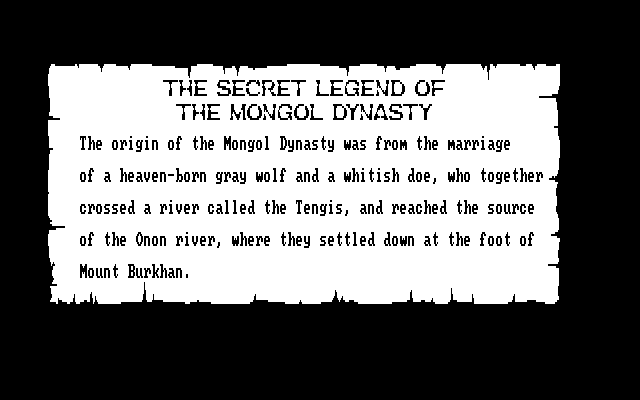 THE SECRET LEGEND OF
THE MONGOL DYNASTY
The origin of the Mongol Dynasty was from the marriage
of a heaven-born gray wolf and a whitish doe, who together
crossed a river called the Tengis, and reached the source
of the Onon river, where they settled down at the foot of
Mount Burkhan.